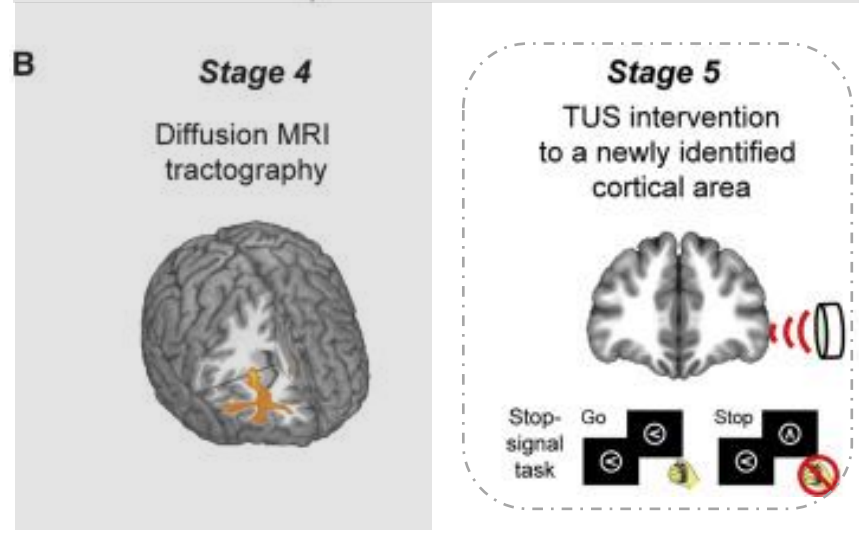 B
Stage 4
Diffusion MRI
tractography
Stage 5
TUS intervention
to a newly identified
cortical area
Stop-
signal
task
Go
Stop